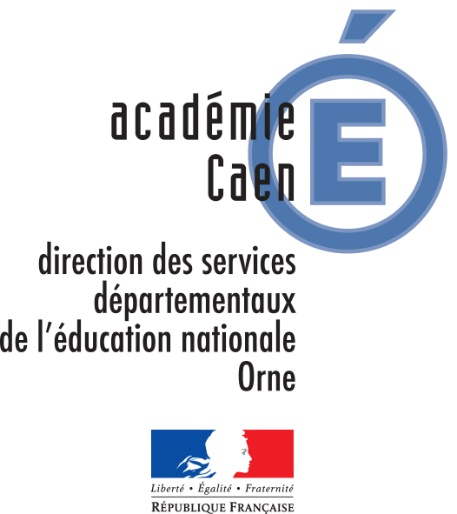 académie
Caen
É
direction des services
départementaux
de l'éducation nationale
Orne
Liberté • Égalité • Fraternité
RÉPUBLIQUE FRANÇAISE